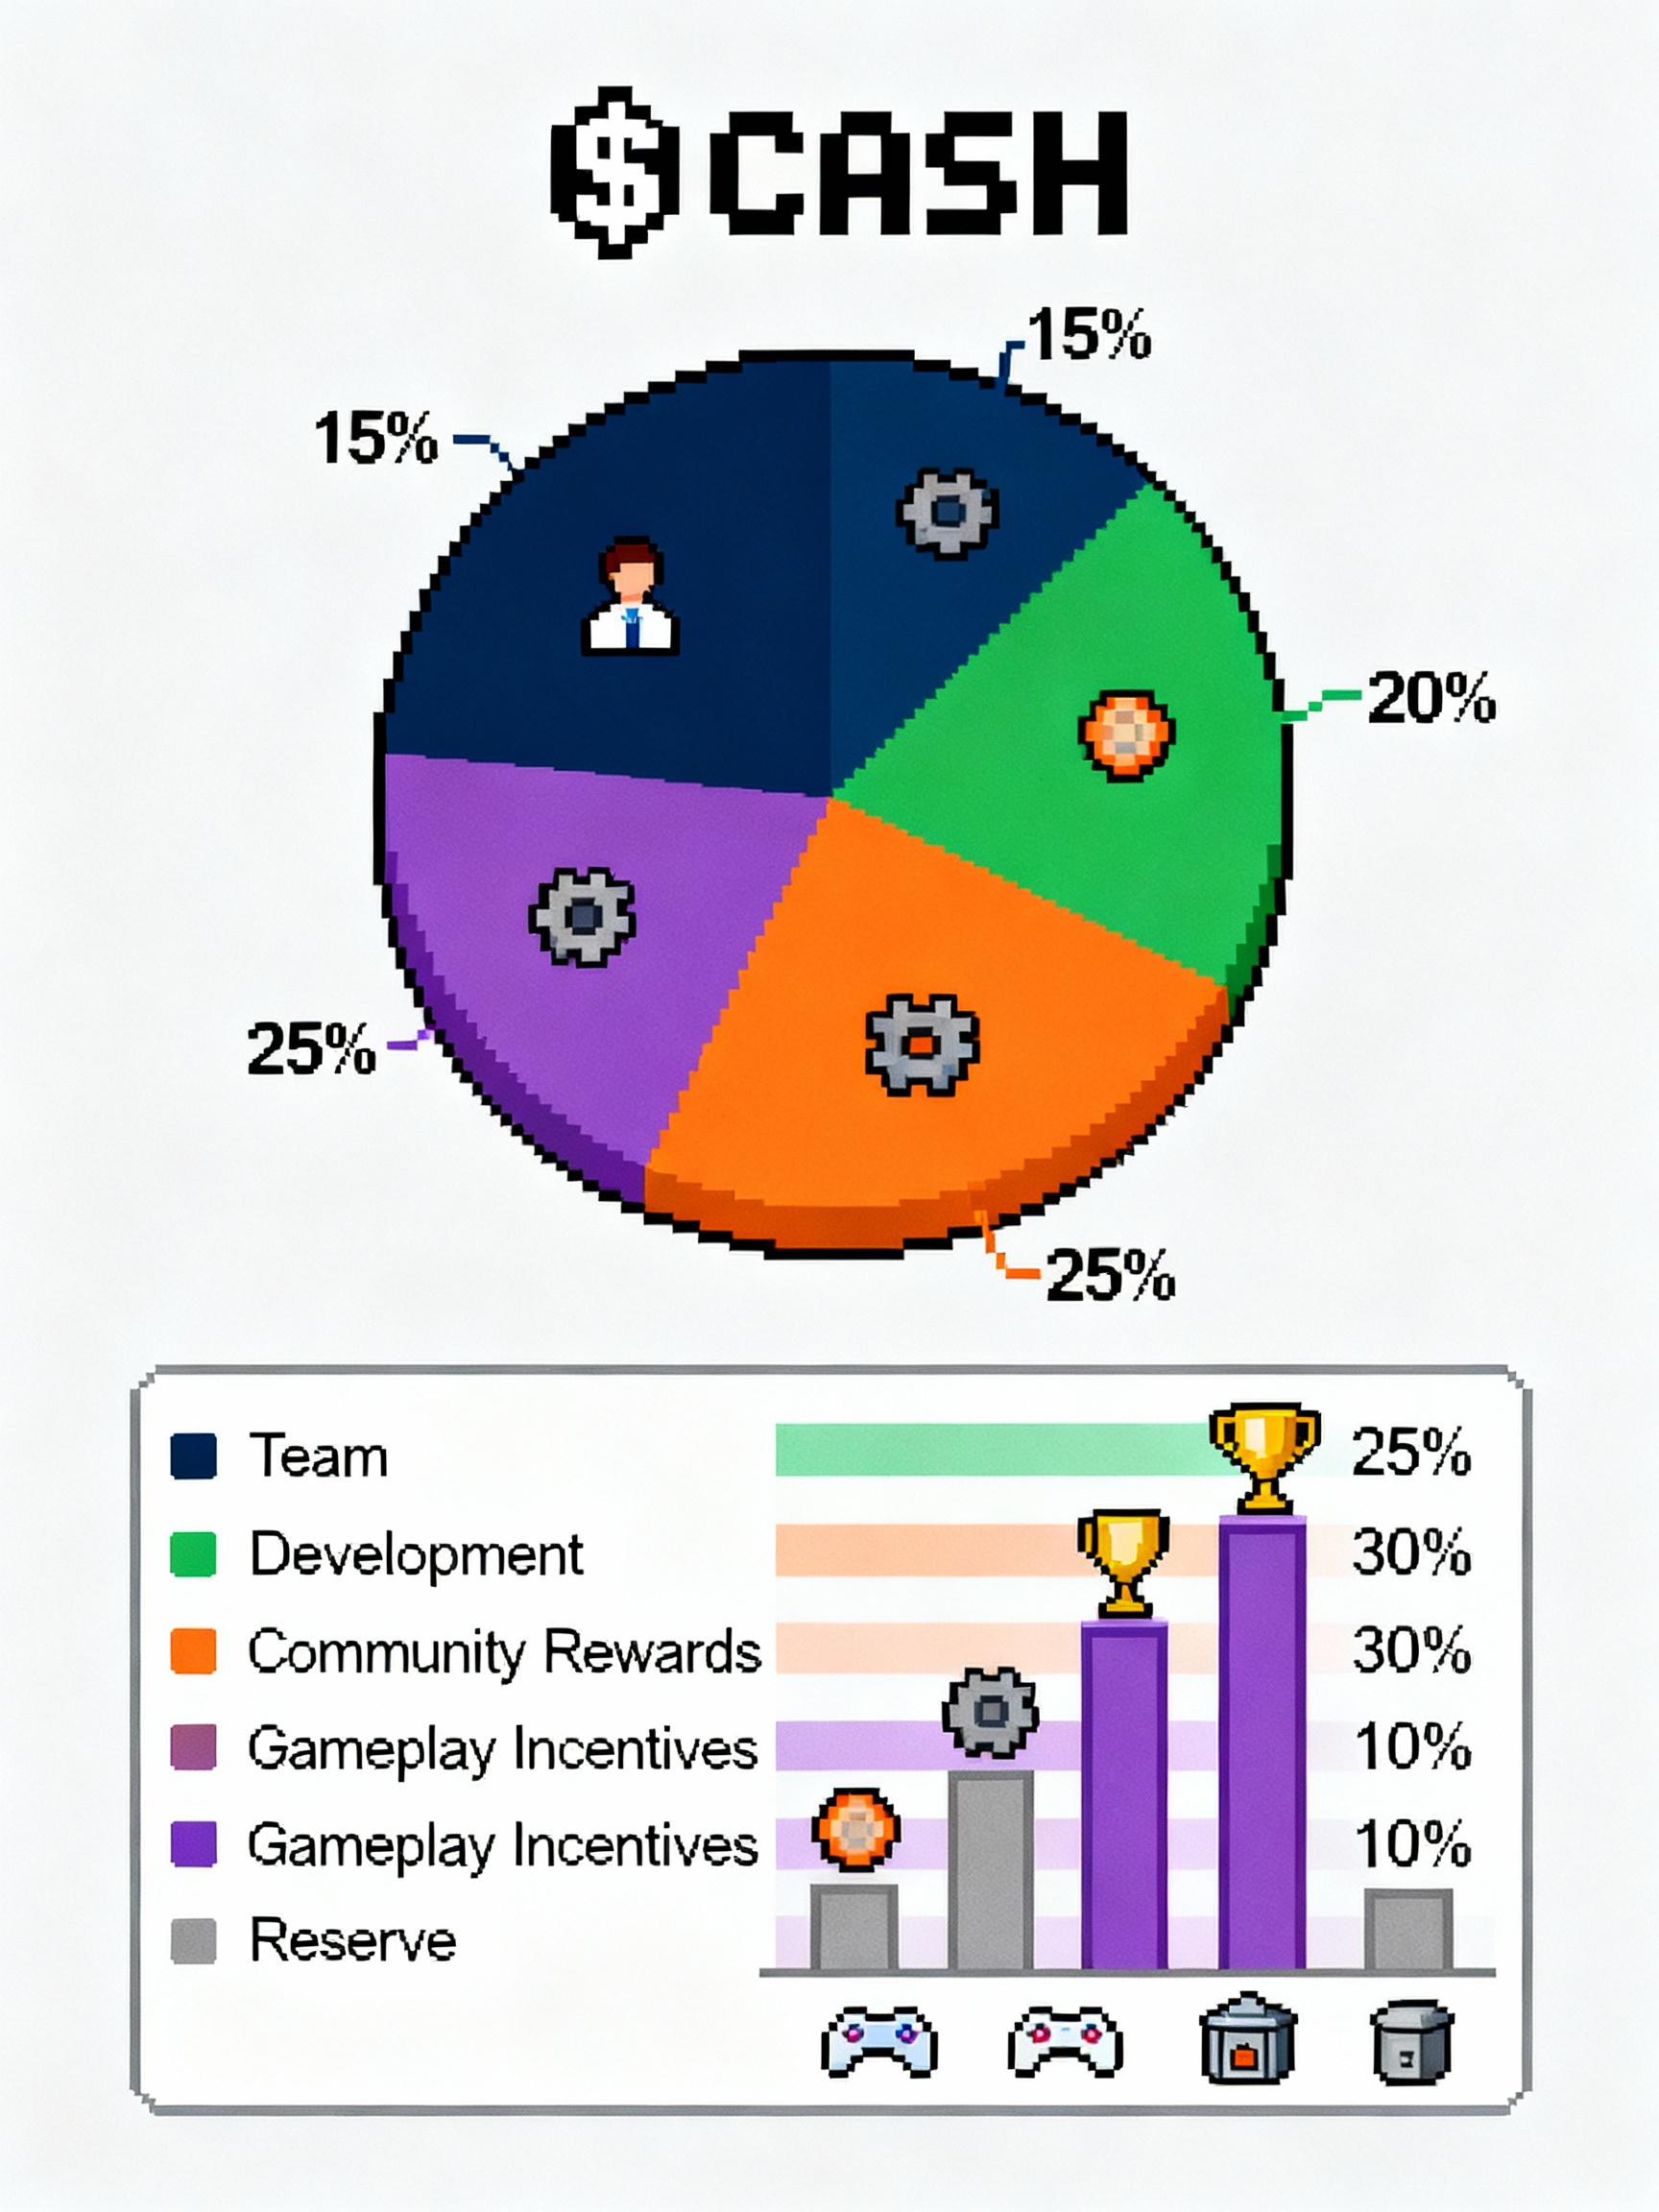 $CASH
15%
15%
20%
25%
25%
Team 25%
Development 30%
Community Rewards 30%
Gameplay Incentives 10%
Gameplay Incentives 10%
Reserve